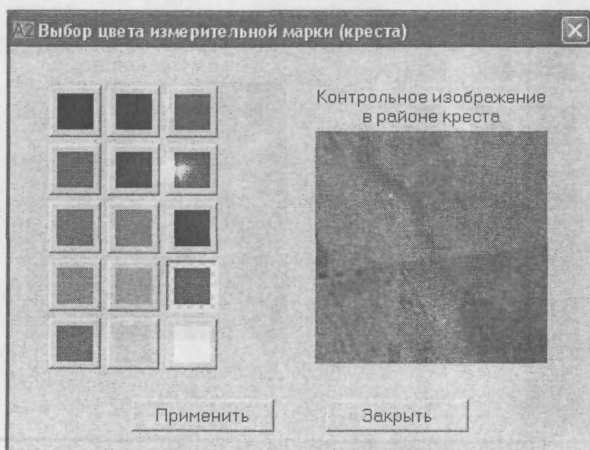 Выбор цвета измерительной марки (креста)
Контрольное изображение
в районе креста
Применить
Закрыть